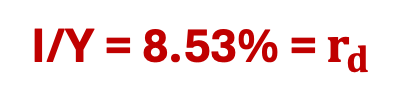 I/Y = 8.53% = r_d